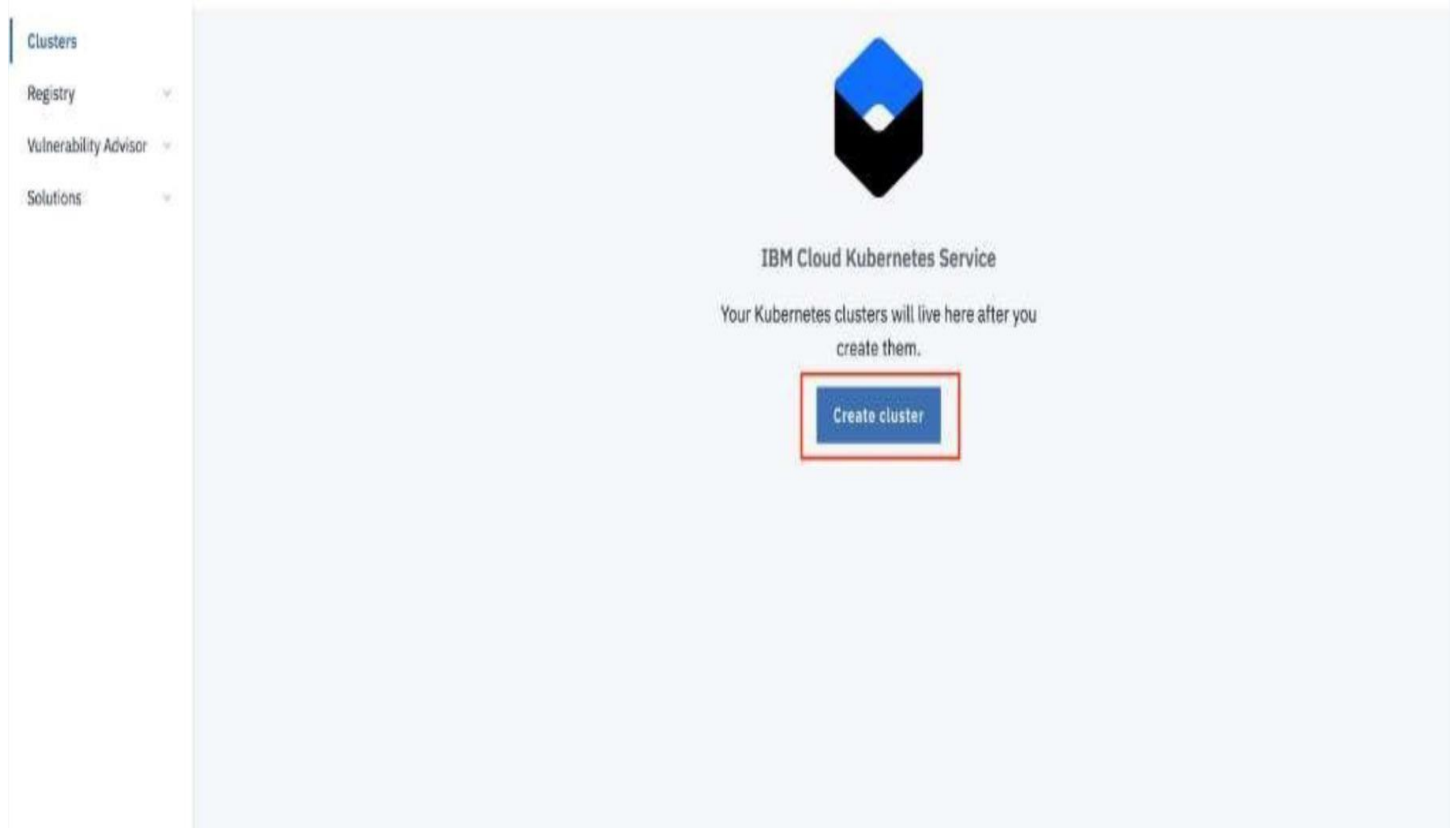 Clusters
Registry
Vulnerability Advisor
Solutions
IBM Cloud Kubernetes Service
Your Kubernetes clusters will live here after you
create them.
Create cluster